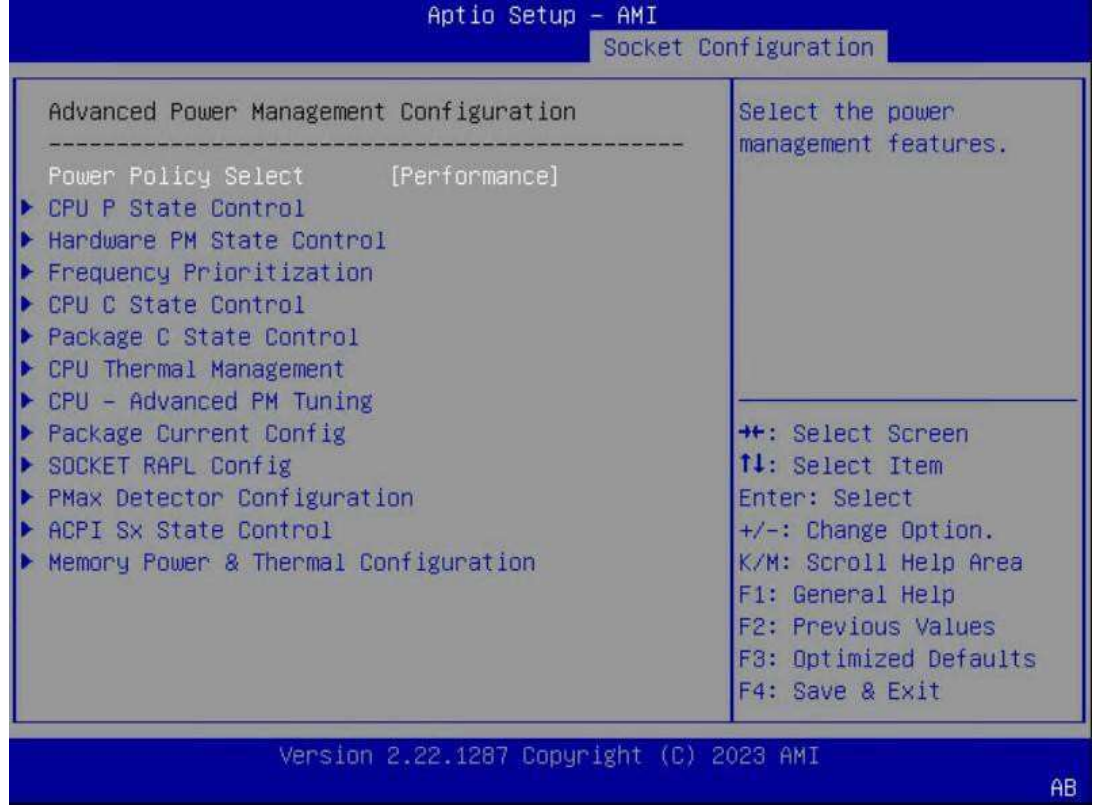 Aptio Setup – AMI
Socket Configuration
Advanced Power Management Configuration
-----------------------------------------------
Power Policy Select [Performance]
▶ CPU P State Control
▶ Hardware PM State Control
▶ Frequency Prioritization
▶ CPU C State Control
▶ Package C State Control
▶ CPU Thermal Management
▶ CPU – Advanced PM Tuning
▶ Package Current Config
▶ SOCKET RAPL Config
▶ PMax Detector Configuration
▶ ACPI Sx State Control
▶ Memory Power & Thermal Configuration
Select the power
management features.
→←: Select Screen
↑↓: Select Item
Enter: Select
+/-: Change Option.
K/M: Scroll Help Area
F1: General Help
F2: Previous Values
F3: Optimized Defaults
F4: Save & Exit
Version 2.22.1287 Copyright (C) 2023 AMI
AB